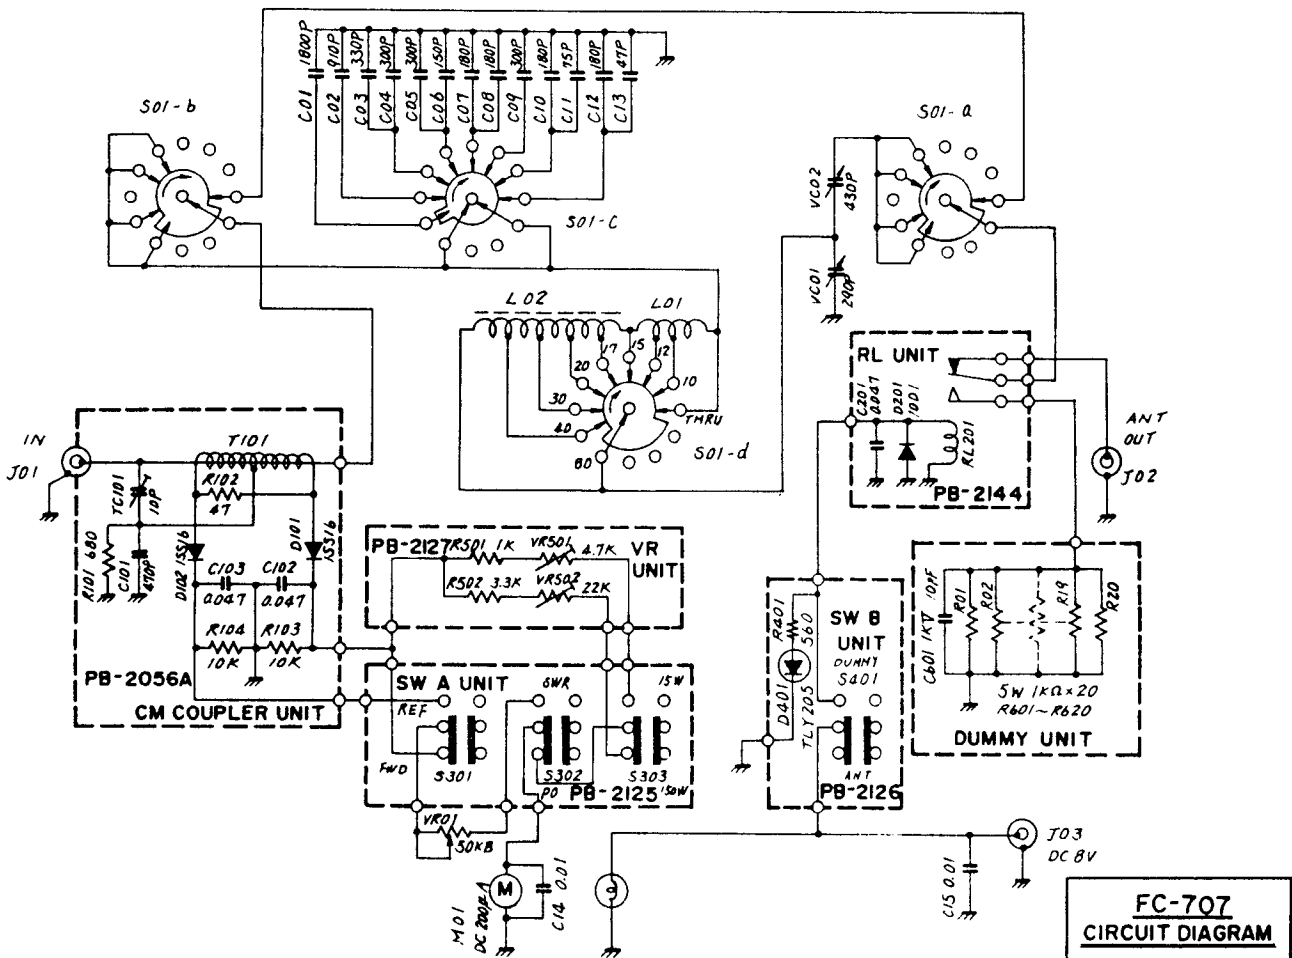 1800P
910P
330P
300P
300P
150P
180P
180P
300P
180P
75P
180P
47P
C01
C02
C03
C04
C05
C06
C07
C08
C09
C10
C11
C12
C13
S01-b
S01-C
S01-a
VC02
430P
VC01
290P
L02
L01
17
15
12
20
10
30
40
THRU
80
S01-d
RL UNIT
C201
0.047
D201
10D1
RL201
PB-2144
ANT
OUT
J02
IN
J01
T101
R102
47
TC101
10P
R101 680
C101
470P
D102 1SS16
D101
1SS16
C103
0.047
C102
0.047
R104
10K
R103
10K
PB-2056A
CM COUPLER UNIT
PB-2127
R501 1K
VR501
4.7K
VR
UNIT
R502 3.3K
VR502
22K
SW A UNIT
SWR
15W
REF
FWD
S301
S302
S303
PO
PB-2125
150W
VR01
50KB
M
M01
DC 200μA
C14 0.01
R401
560
SW B
UNIT
DUMMY
S401
D401
TLY205
ANT
PB-2126
C601 1KV 10PF
R01
R02
R19
R20
5W 1KΩ×20
R601~R620
DUMMY UNIT
J03
DC 8V
C15 0.01
FC-707
CIRCUIT DIAGRAM